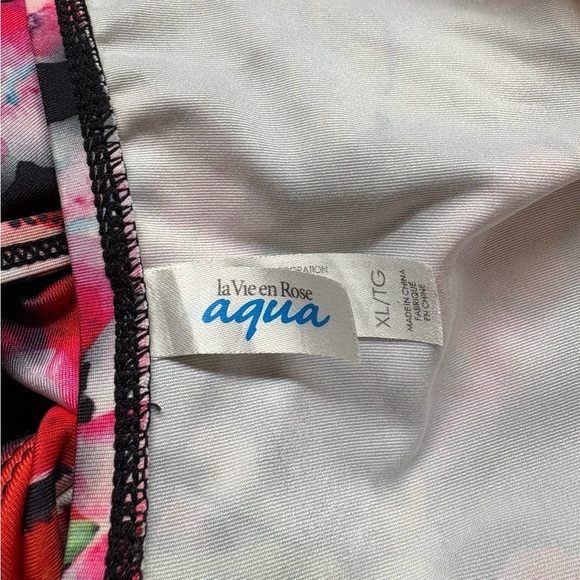 la Vie en Rose
aqua
XL/TG
MADE IN CHINA
FABRIQUÉ
EN CHINE